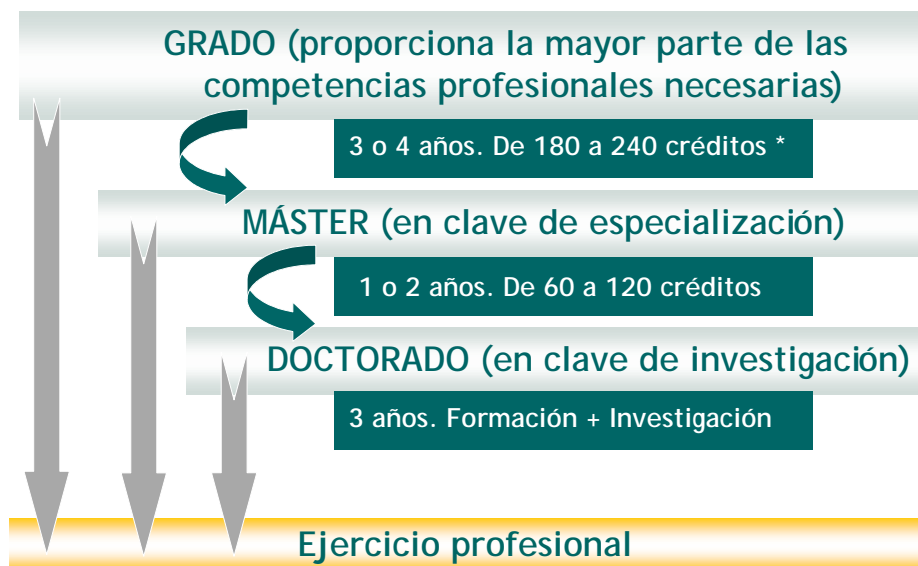 GRADO (proporciona la mayor parte de las
competencias profesionales necesarias)
3 o 4 años. De 180 a 240 créditos *
MÁSTER (en clave de especialización)
1 o 2 años. De 60 a 120 créditos
DOCTORADO (en clave de investigación)
3 años. Formación + Investigación
Ejercicio profesional